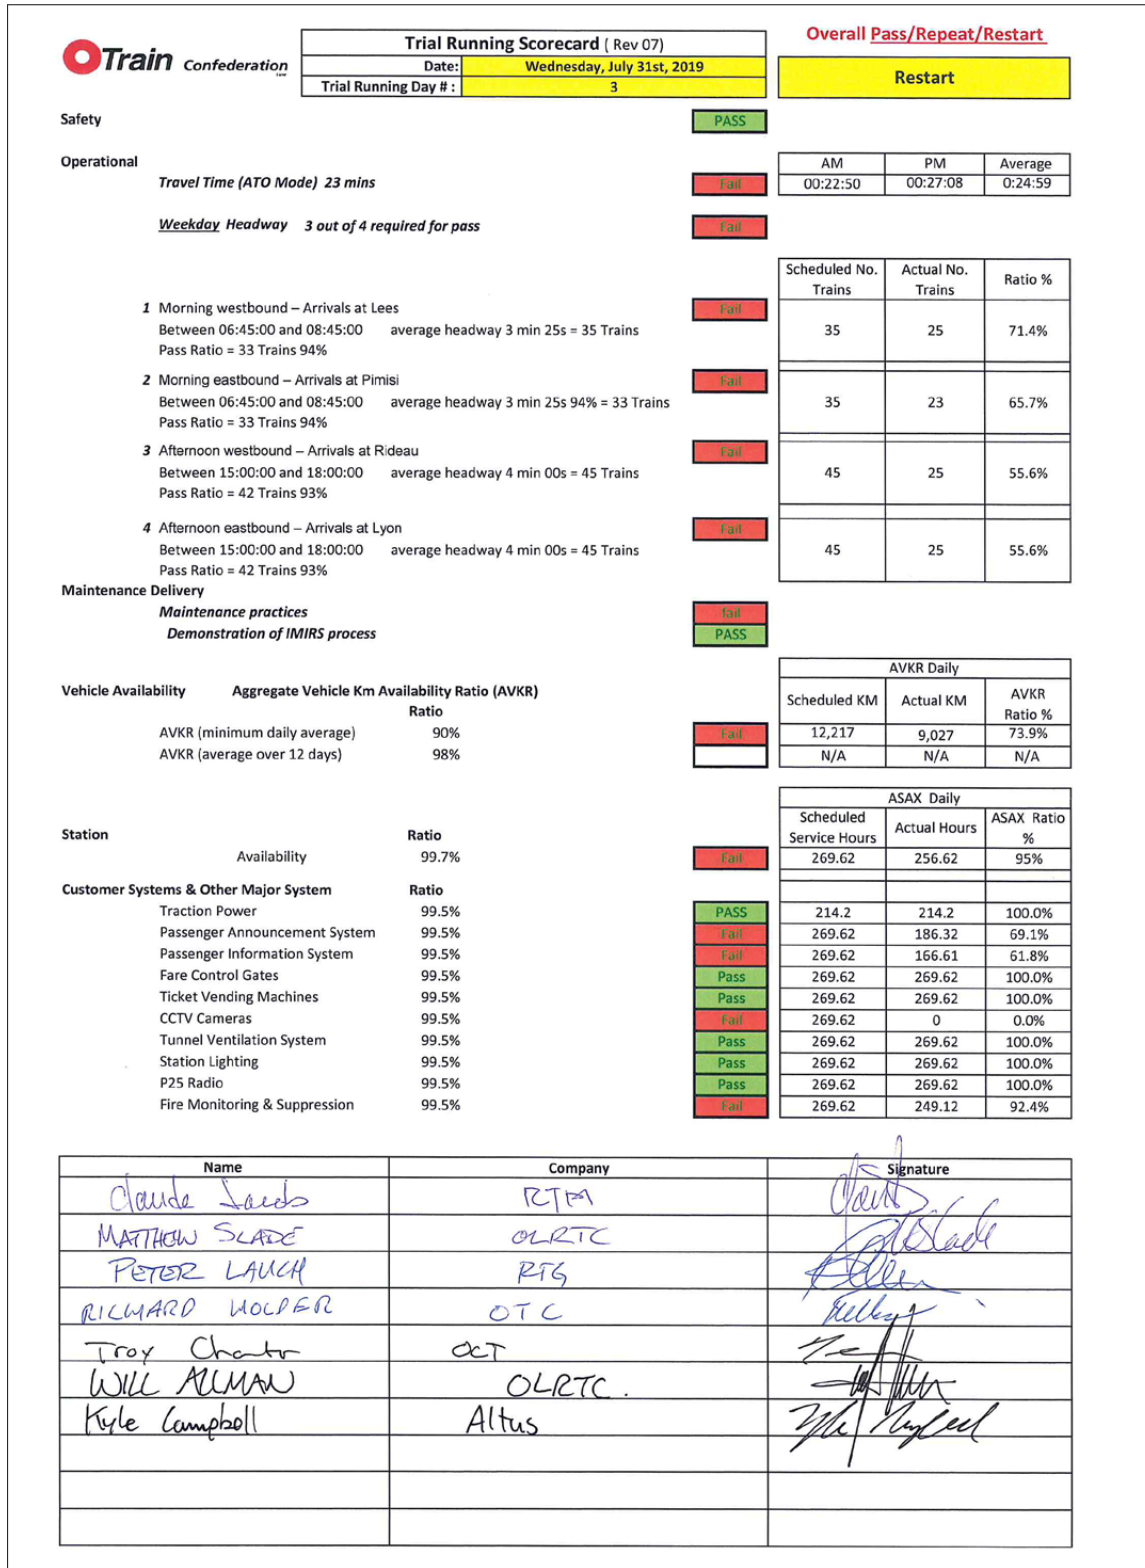 Overall Pass/Repeat/Restart
OTrain Confederation Line
Trial Running Scorecard ( Rev 07)
Date: Wednesday, July 31st, 2019
Trial Running Day # : 3
Restart
Safety PASS
Operational AM PM Average
Travel Time (ATO Mode) 23 mins Fail 00:22:50 00:27:08 0:24:59
Weekday Headway 3 out of 4 required for pass Fail
Scheduled No. Trains Actual No. Trains Ratio %
1 Morning westbound – Arrivals at Lees Fail
Between 06:45:00 and 08:45:00 average headway 3 min 25s = 35 Trains 35 25 71.4%
Pass Ratio = 33 Trains 94%
2 Morning eastbound – Arrivals at Pimisi Fail
Between 06:45:00 and 08:45:00 average headway 3 min 25s 94% = 33 Trains 35 23 65.7%
Pass Ratio = 33 Trains 94%
3 Afternoon westbound – Arrivals at Rideau Fail
Between 15:00:00 and 18:00:00 average headway 4 min 00s = 45 Trains 45 25 55.6%
Pass Ratio = 42 Trains 93%
4 Afternoon eastbound – Arrivals at Lyon Fail
Between 15:00:00 and 18:00:00 average headway 4 min 00s = 45 Trains 45 25 55.6%
Pass Ratio = 42 Trains 93%
Maintenance Delivery
Maintenance practices fail
Demonstration of IMIRS process PASS
AVKR Daily
Vehicle Availability Aggregate Vehicle Km Availability Ratio (AVKR) Scheduled KM Actual KM AVKR Ratio %
Ratio
AVKR (minimum daily average) 90% Fail 12,217 9,027 73.9%
AVKR (average over 12 days) 98% N/A N/A N/A
ASAX Daily
Scheduled Service Hours Actual Hours ASAX Ratio %
Station Ratio
Availability 99.7% Fail 269.62 256.62 95%
Customer Systems & Other Major System Ratio
Traction Power 99.5% PASS 214.2 214.2 100.0%
Passenger Announcement System 99.5% Fail 269.62 186.32 69.1%
Passenger Information System 99.5% Fail 269.62 166.61 61.8%
Fare Control Gates 99.5% Pass 269.62 269.62 100.0%
Ticket Vending Machines 99.5% Pass 269.62 269.62 100.0%
CCTV Cameras 99.5% Fail 269.62 0 0.0%
Tunnel Ventilation System 99.5% Pass 269.62 269.62 100.0%
Station Lighting 99.5% Pass 269.62 269.62 100.0%
P25 Radio 99.5% Pass 269.62 269.62 100.0%
Fire Monitoring & Suppression 99.5% Fail 269.62 249.12 92.4%
Name Company Signature
Claude Jacob RTM
MATTHEW SLADE OLRTC
PETER LAUCH RTG
RICHARD HOLDER OTC
Troy Charter OCT
WILL ALLMAN OLRTC.
Kyle Campbell Altus